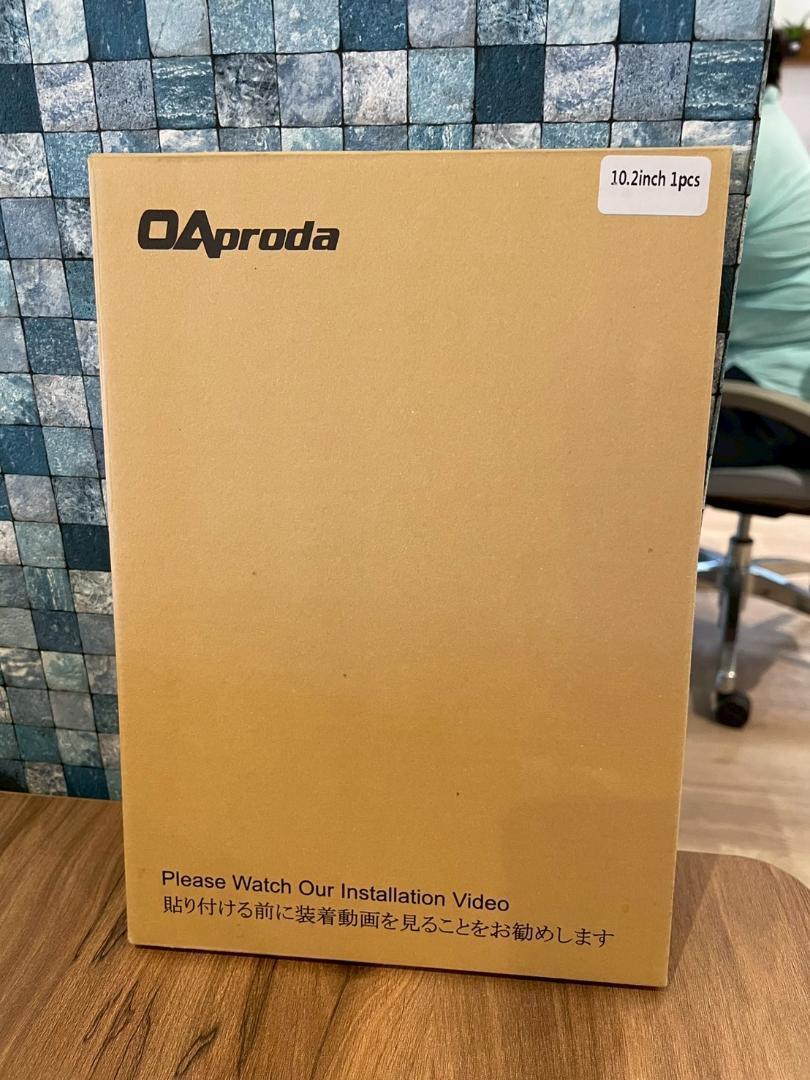 10.2inch 1pcs
OAproda
Please Watch Our Installation Video
貼り付ける前に装着動画を見ることをお勧めします